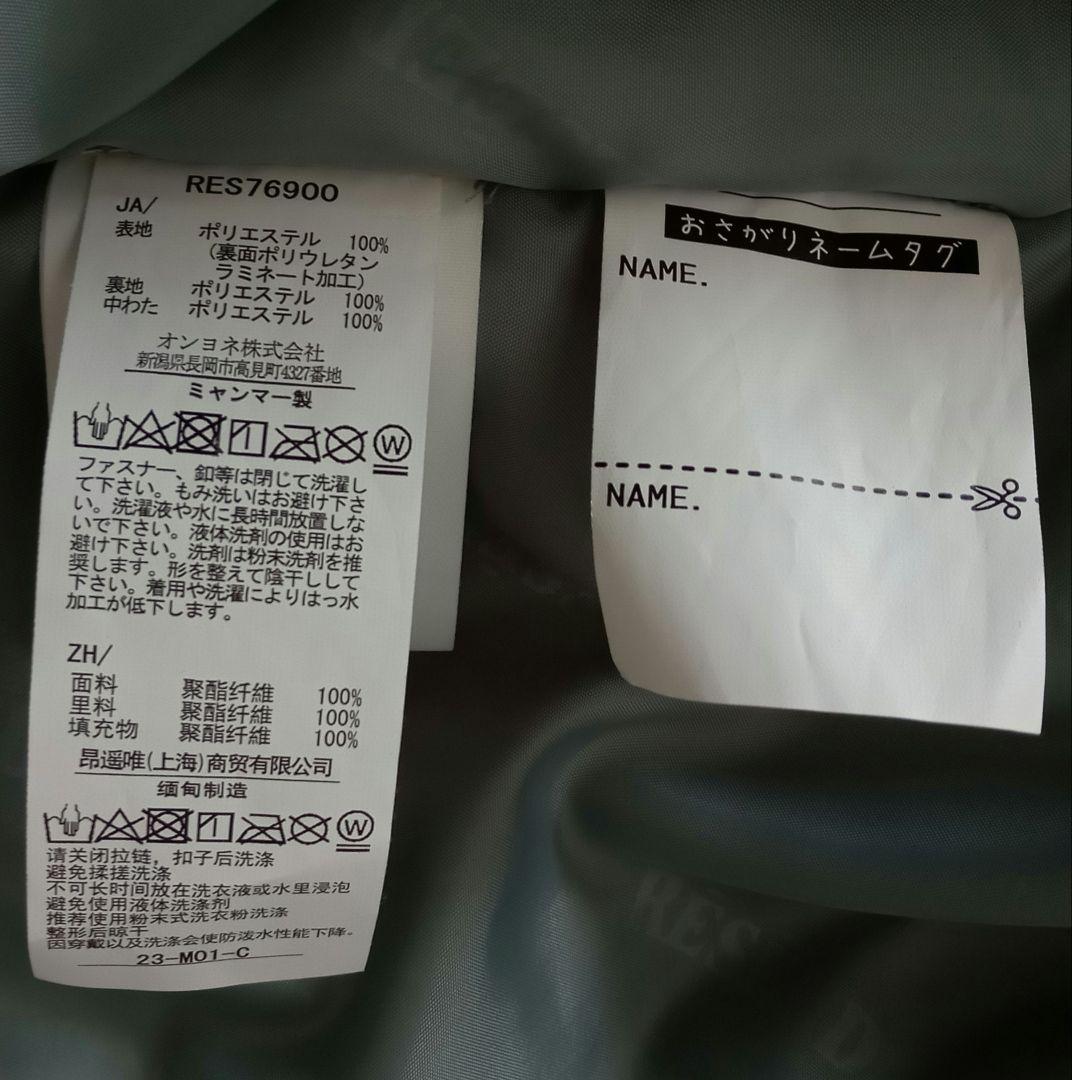 RES76900
JA/
表地 ポリエステル 100%
(裏面ポリウレタン
ラミネート加工)
裏地 ポリエステル 100%
中わた ポリエステル 100%
オンヨネ株式会社
新潟県長岡市高見町4327番地
ミャンマー製
W
ファスナー、釦等は閉じて洗濯し
て下さい。もみ洗いはお避け下さ
い。洗濯液や水に長時間放置しな
いで下さい。液体洗剤の使用はお
避け下さい。洗剤は粉末洗剤を推
奨します。形を整えて陰干しして
下さい。着用や洗濯によりはっ水
加工が低下します。
ZH/
面料 聚酯纤維 100%
里料 聚酯纤維 100%
填充物 聚酯纤維 100%
昂遥唯(上海)商贸有限公司
缅甸制造
W
请关闭拉链，扣子后洗涤
避免揉搓洗涤
不可长时间放在洗衣液或水里浸泡
避免使用液体洗涤剂
推荐使用粉末式洗衣粉洗涤
整形后晾干
因穿戴以及洗涤会使防泼水性能下降。
23-M01-C
おさがりネームタグ
NAME.
NAME.
RES
D